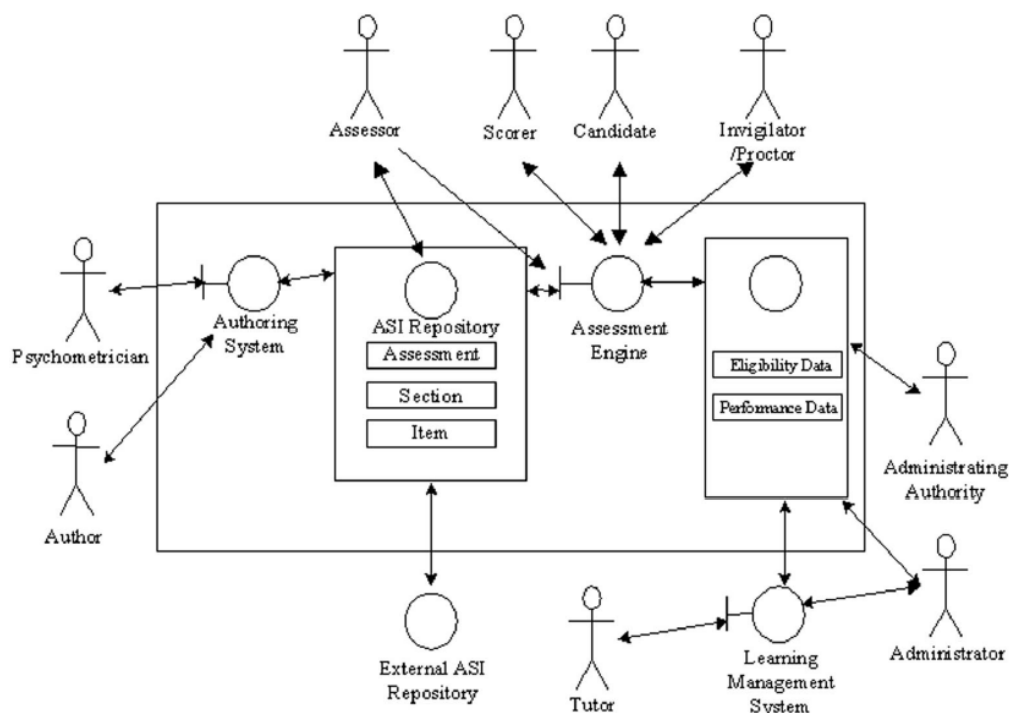 Assessor
Scorer
Candidate
Invigilator
/Proctor
Psychometrician
Authoring
System
ASI Repository
Assessment
Section
Item
Assessment
Engine
Eligibility Data
Performance Data
Administrating
Authority
Author
External ASI
Repository
Tutor
Learning
Management
System
Administrator